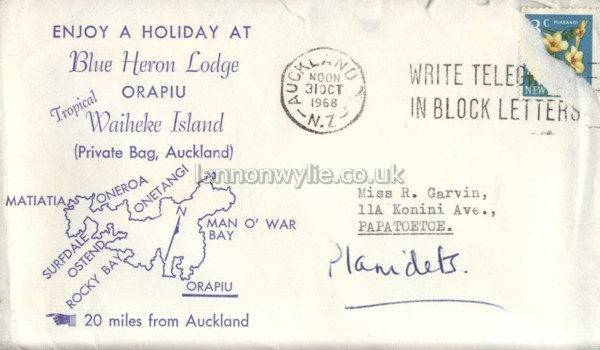 ENJOY A HOLIDAY AT
Blue Heron Lodge
ORAPIU
Tropical
Waiheke Island
(Private Bag, Auckland)
MATIATIA
ONEROA
ONETANGI
SURFDALE
OSTEND
ROCKY BAY
N
MAN O' WAR
BAY
ORAPIU
20 miles from Auckland
AUCKLAND
NOON
31 OCT
1968
N.Z.
WRITE TELEG
IN BLOCK LETTERS
c
PUARANGI
NEW
lennonwylie.co.uk
Miss R. Garvin,
11A Konini Ave.,
PAPATOETOE.